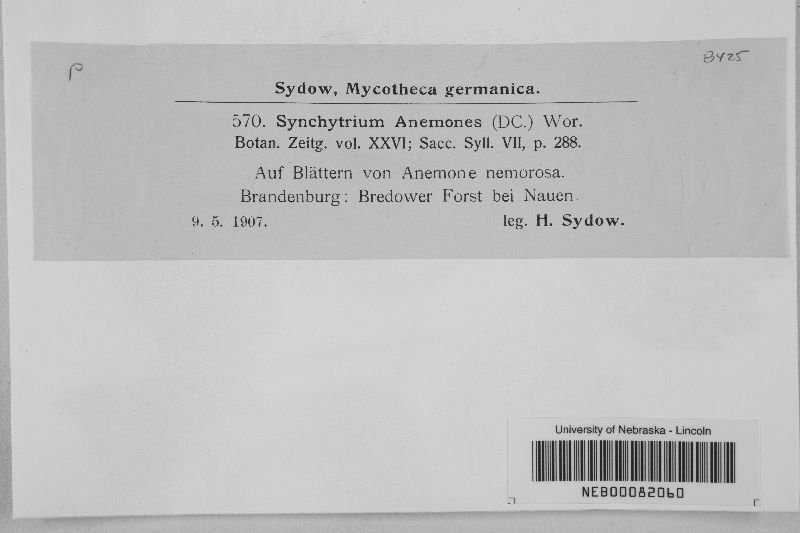 P
8425
Sydow, Mycotheca germanica.
570. Synchytrium Anemones (DC.) Wor.
Botan. Zeitg. vol. XXVI; Sacc. Syll. VII, p. 288.
Auf Blättern von Anemone nemorosa.
Brandenburg: Bredower Forst bei Nauen.
9. 5. 1907.
leg. H. Sydow.
University of Nebraska - Lincoln
NEB00082060